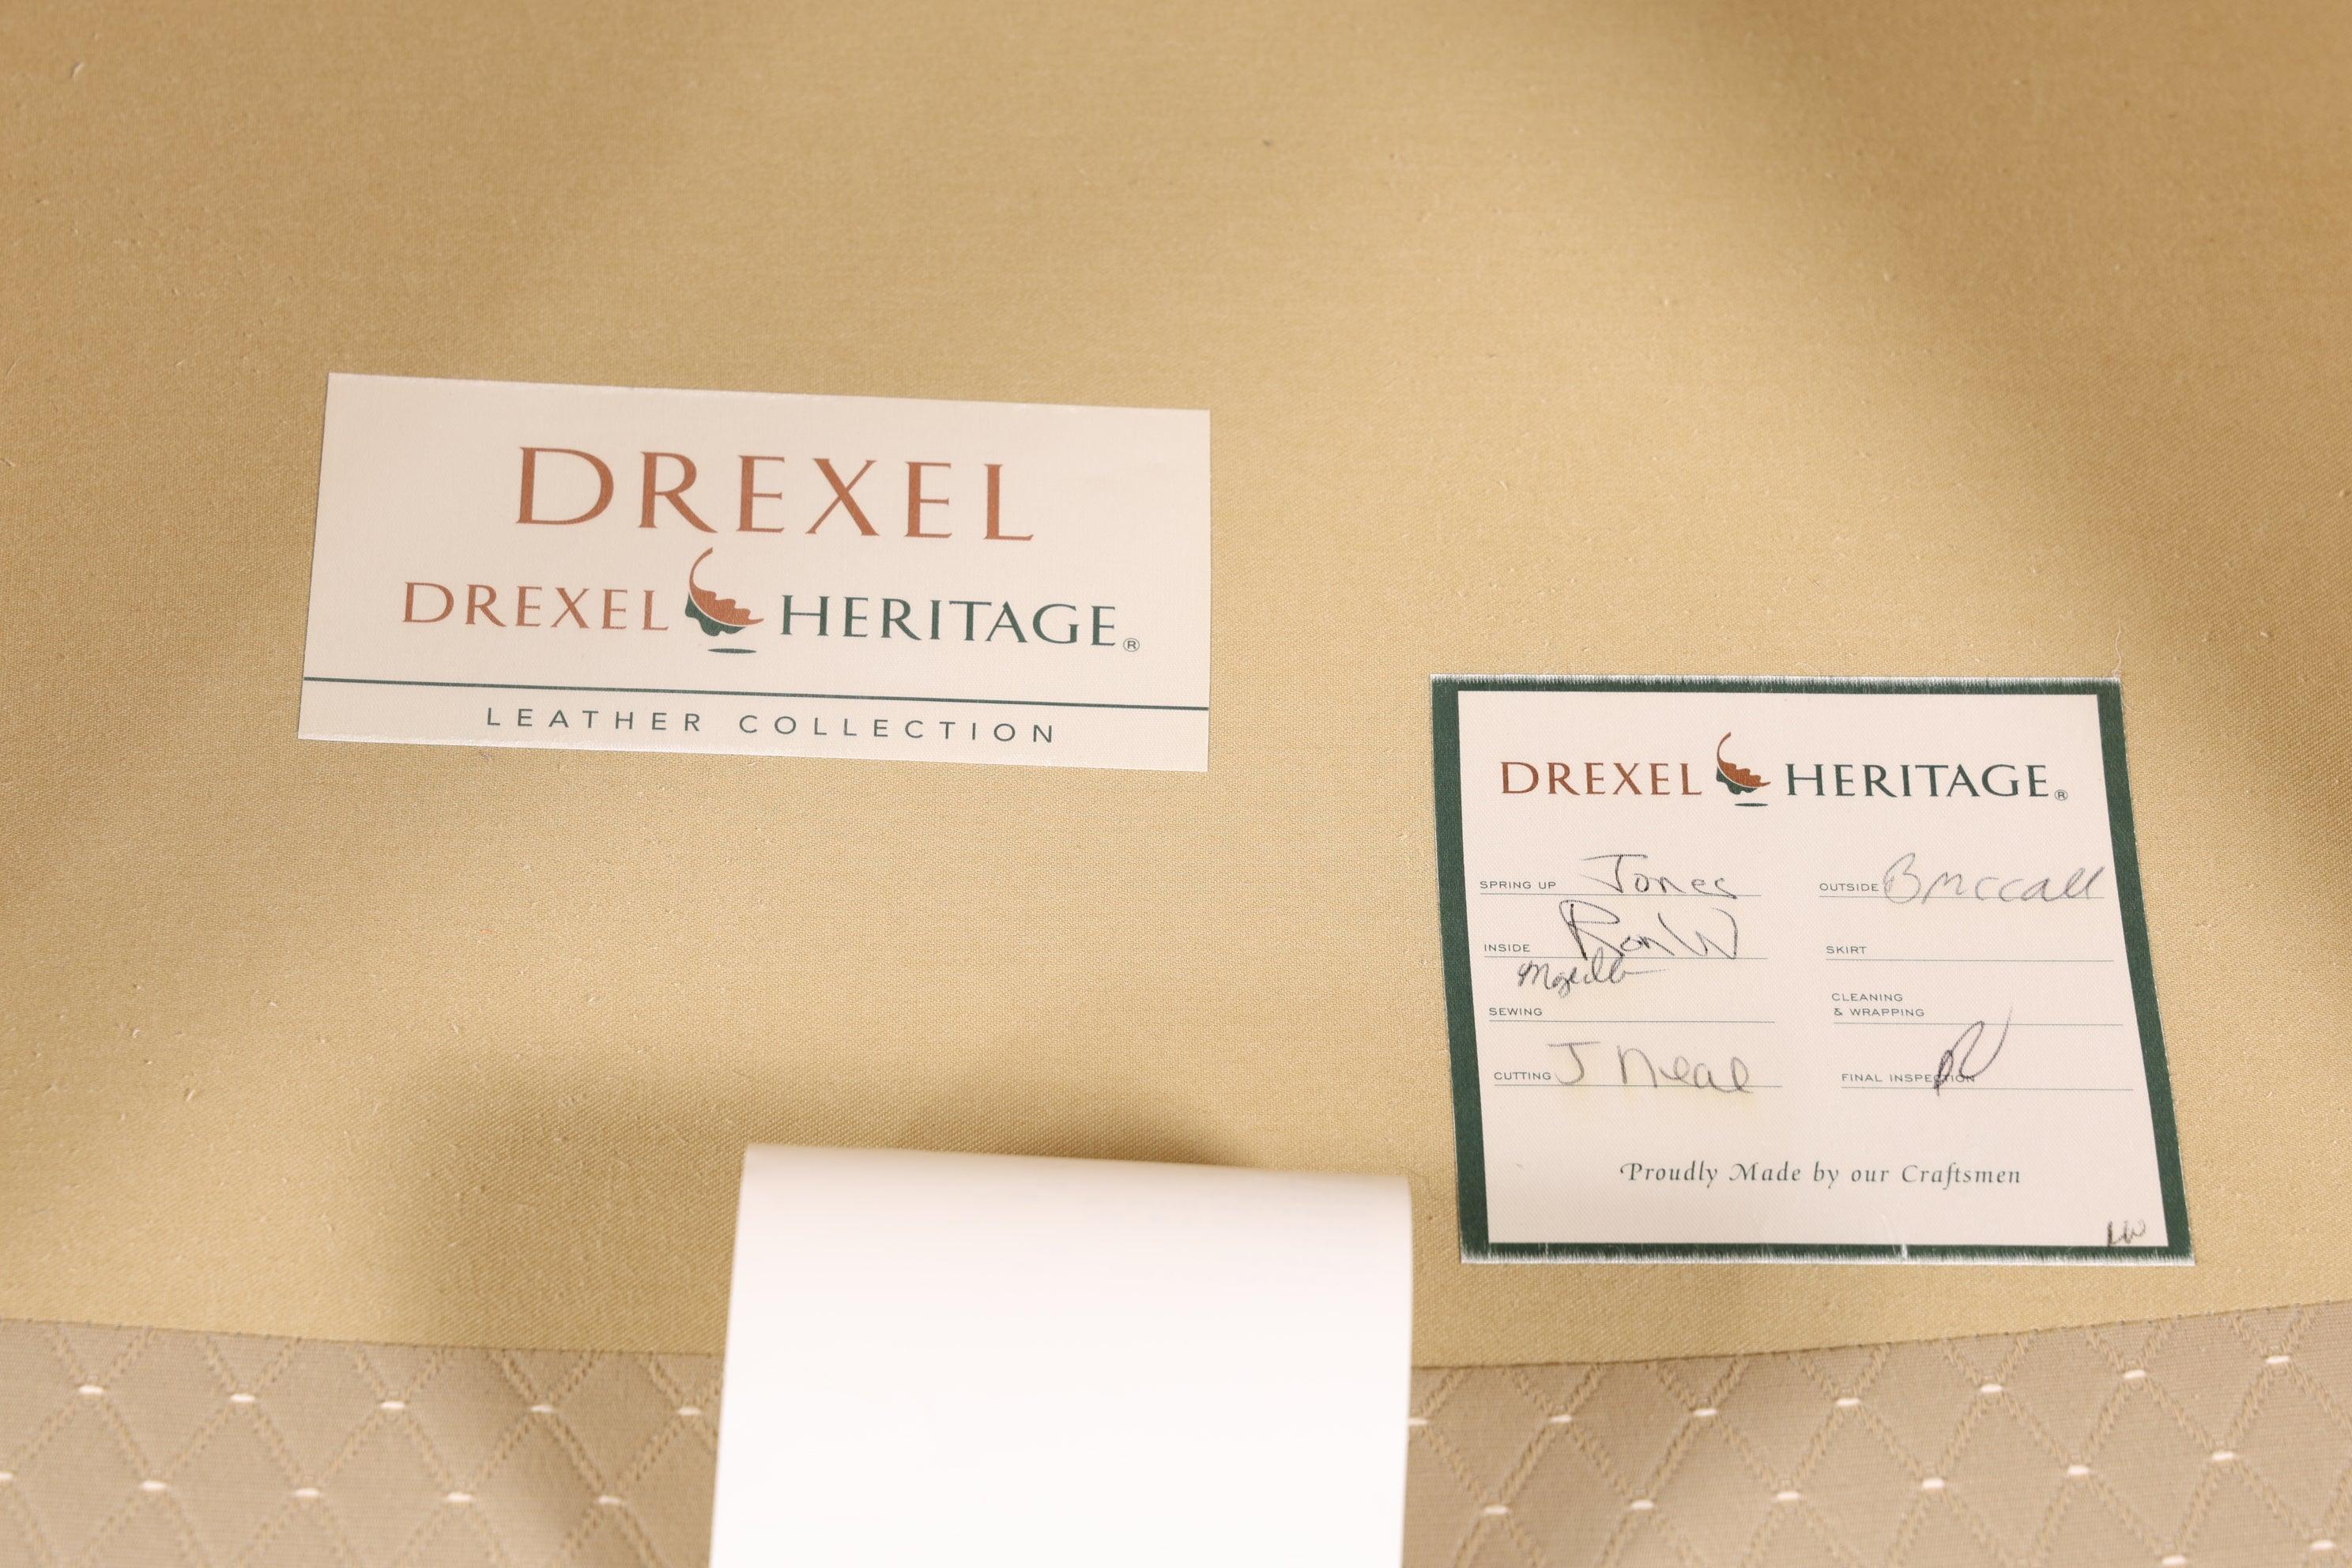 DREXEL
DREXEL HERITAGE®
LEATHER COLLECTION
DREXEL HERITAGE®
SPRING UP Jones
OUTSIDE B McCall
INSIDE Ron W
SKIRT
SEWING
CLEANING
& WRAPPING
CUTTING J Neal
FINAL INSPECTION
Proudly Made by our Craftsmen